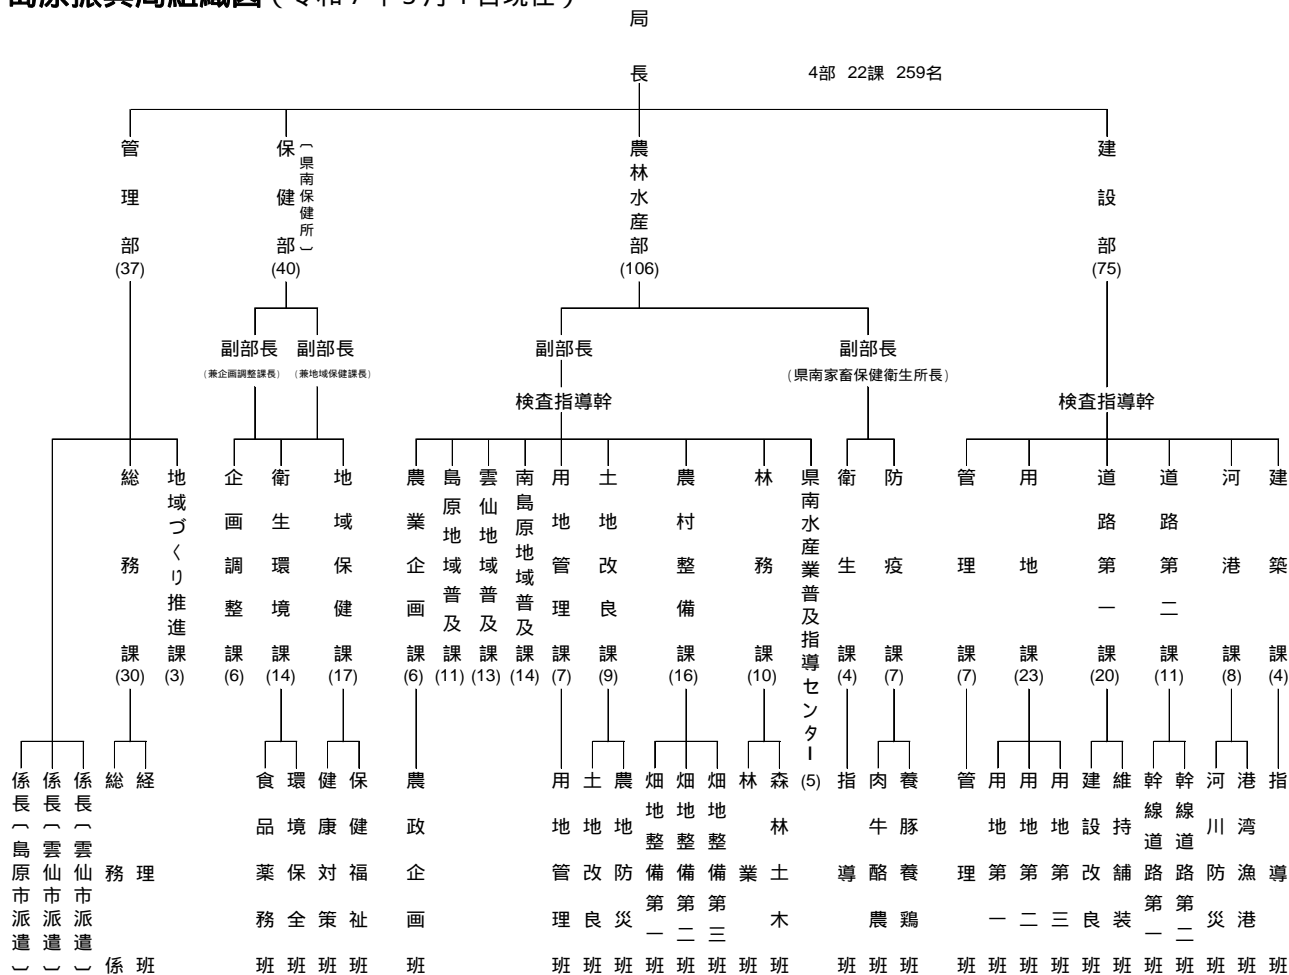 島原振興局組織図（令和７年５月１日現在）
局長
4部 22課 259名
管理部
(37)
保健部
〔県南保健所〕
(40)
農林水産部
(106)
建設部
(75)
副部長
(兼企画調整課長)
副部長
(兼地域保健課長)
副部長
副部長
(県南家畜保健衛生所長)
検査指導幹
検査指導幹
総務課
(30)
地域づくり推進課
(3)
企画調整課
(6)
衛生環境課
(14)
地域保健課
(17)
農業企画課
(6)
島原地域普及課
(11)
雲仙地域普及課
(13)
南島原地域普及課
(14)
用地管理課
(7)
土地改良課
(9)
農村整備課
(16)
林務課
(10)
県南水産業普及指導センター
(5)
衛生課
(4)
防疫課
(7)
管理課
(7)
用地課
(23)
道路第一課
(20)
道路第二課
(11)
河港課
(8)
建築課
(4)
係長〔島原市派遣〕
係長〔雲仙市派遣〕
係長〔雲仙市派遣〕
総務係
経理班
食品薬務班
環境保全班
健康対策班
保健福祉班
農政企画班
用地管理班
土地改良班
農地防災班
畑地整備第一班
畑地整備第二班
畑地整備第三班
林業班
森林土木班
指導班
肉牛酪農班
養豚養鶏班
管理班
用地第一班
用地第二班
用地第三班
建設改良班
維持舗装班
幹線道路第一班
幹線道路第二班
河川防災班
港湾漁港班
指導班